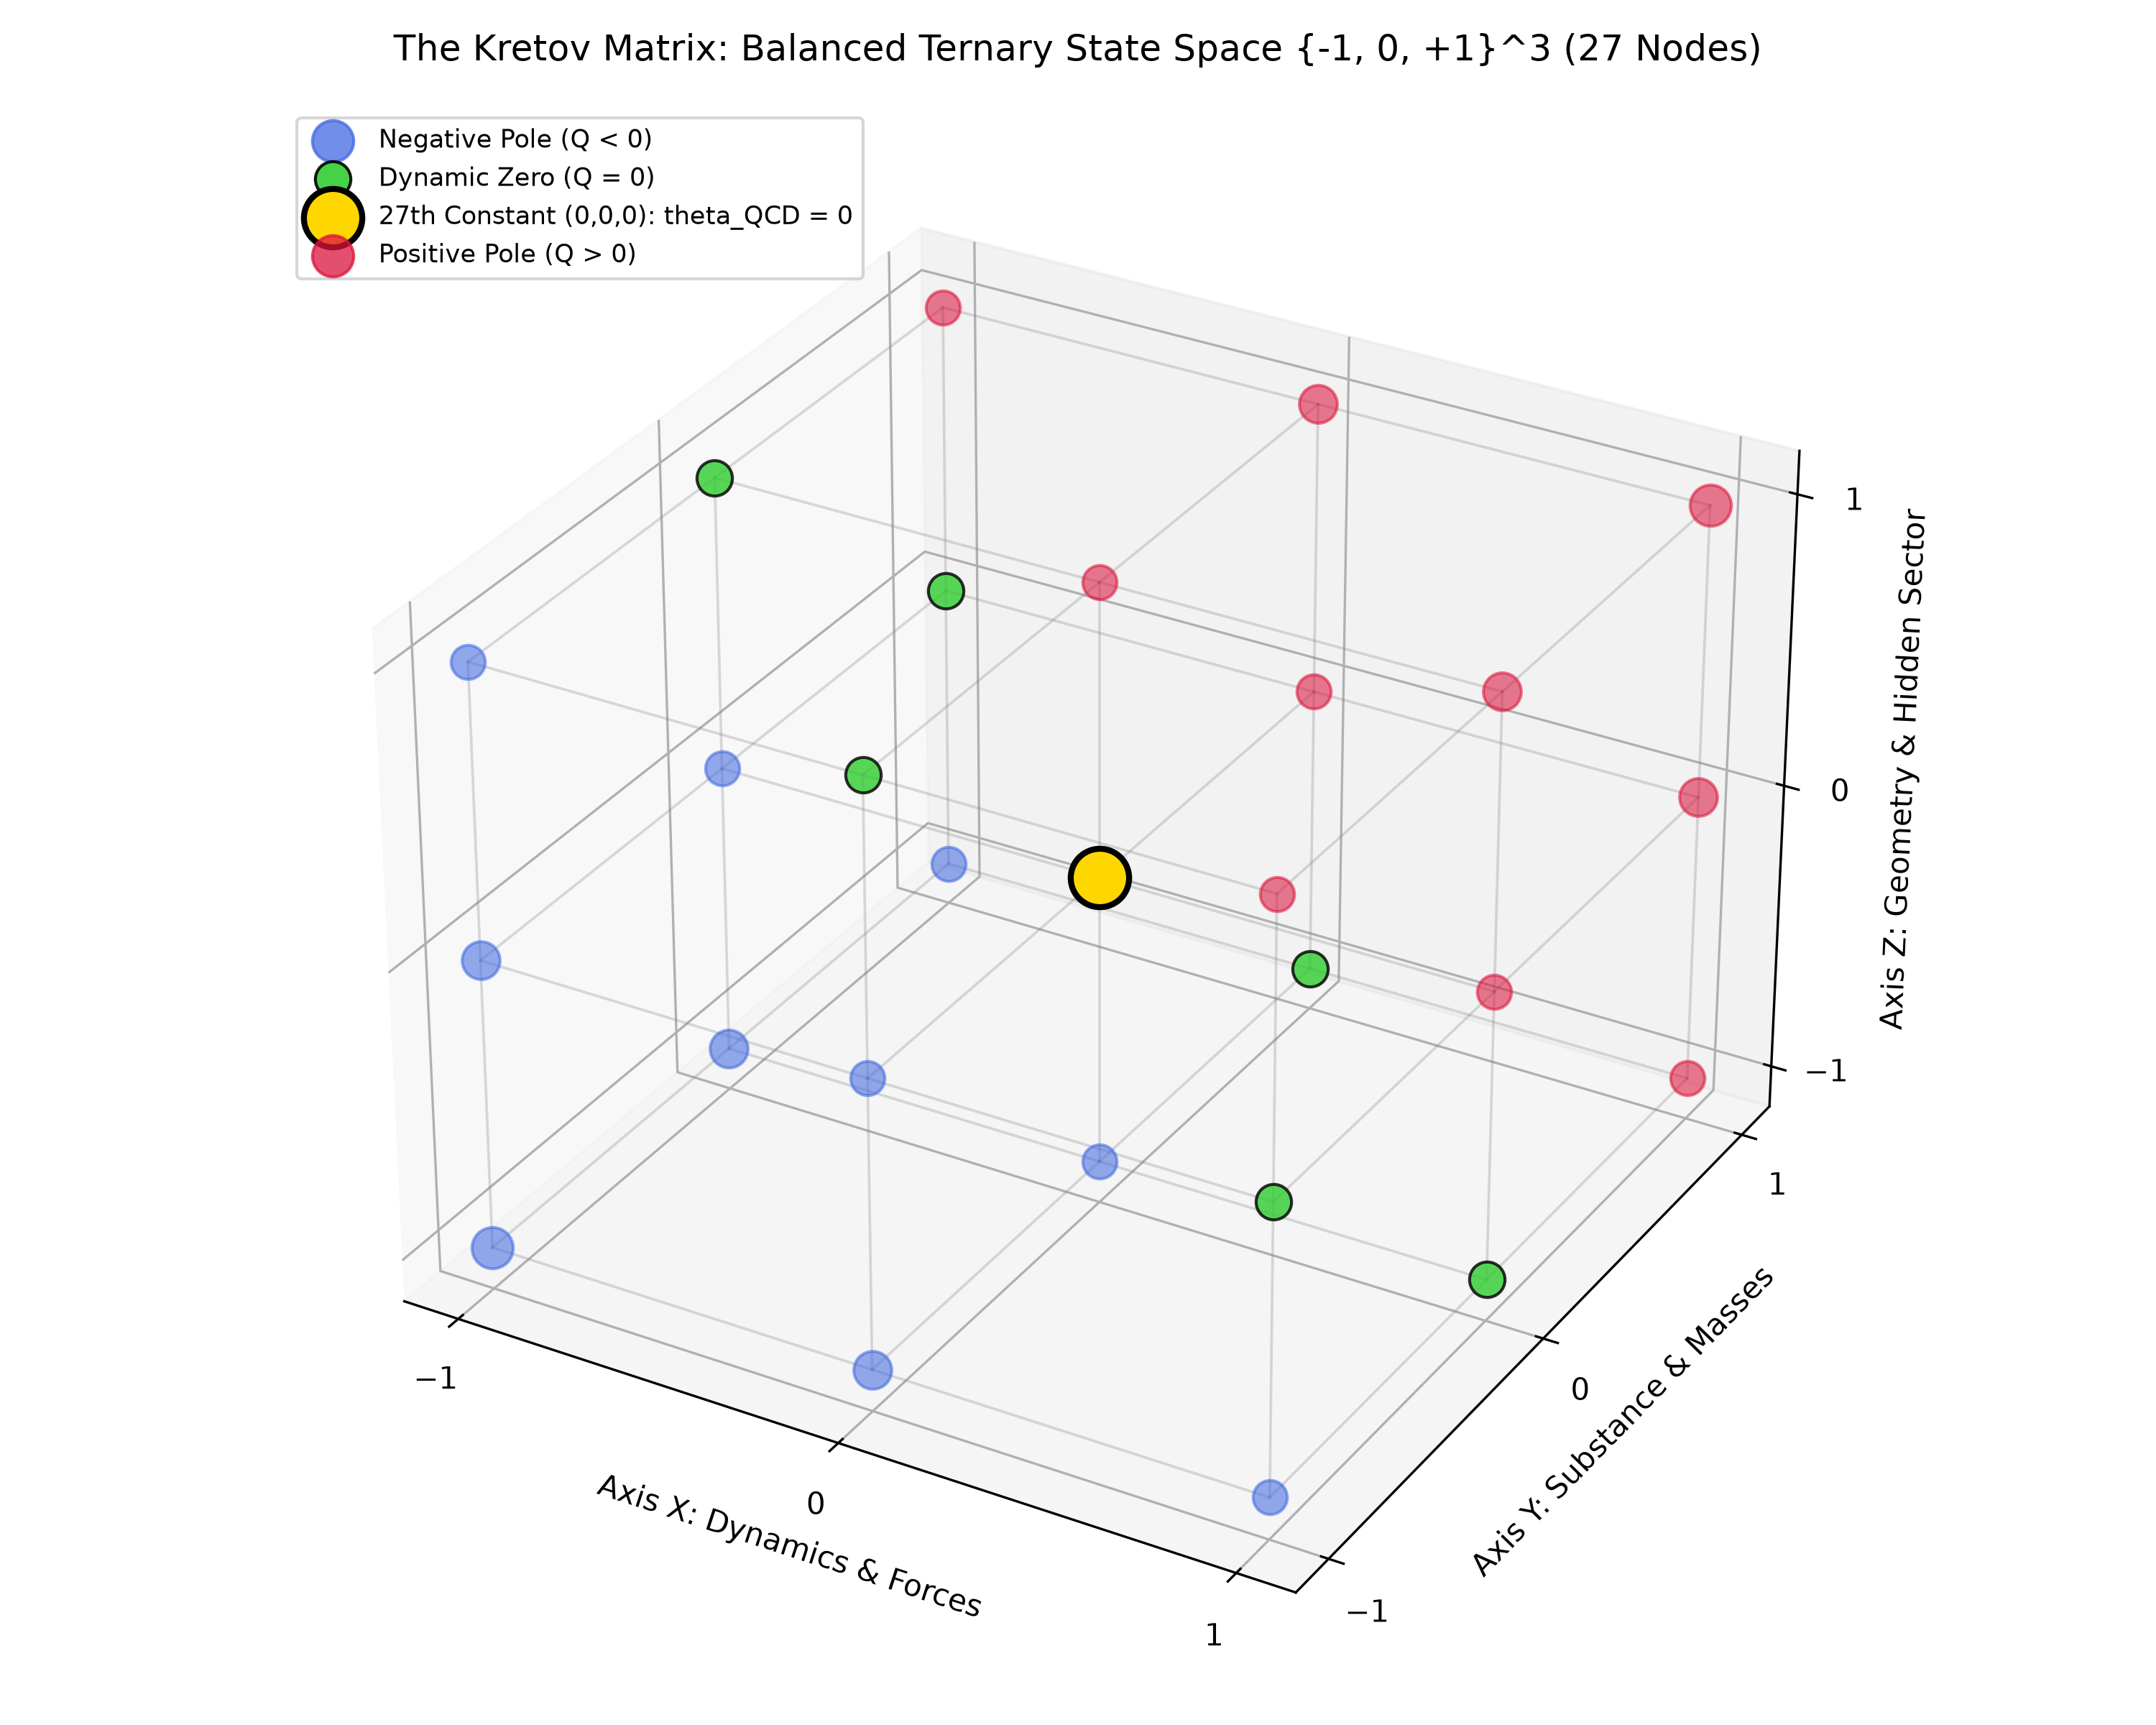 The Kretov Matrix: Balanced Ternary State Space {-1, 0, +1}^3 (27 Nodes)
Negative Pole (Q < 0)
Dynamic Zero (Q = 0)
27th Constant (0,0,0): theta_QCD = 0
Positive Pole (Q > 0)
1
0
−1
Axis Z: Geometry & Hidden Sector
1
0
−1
Axis Y: Substance & Masses
−1
0
1
Axis X: Dynamics & Forces